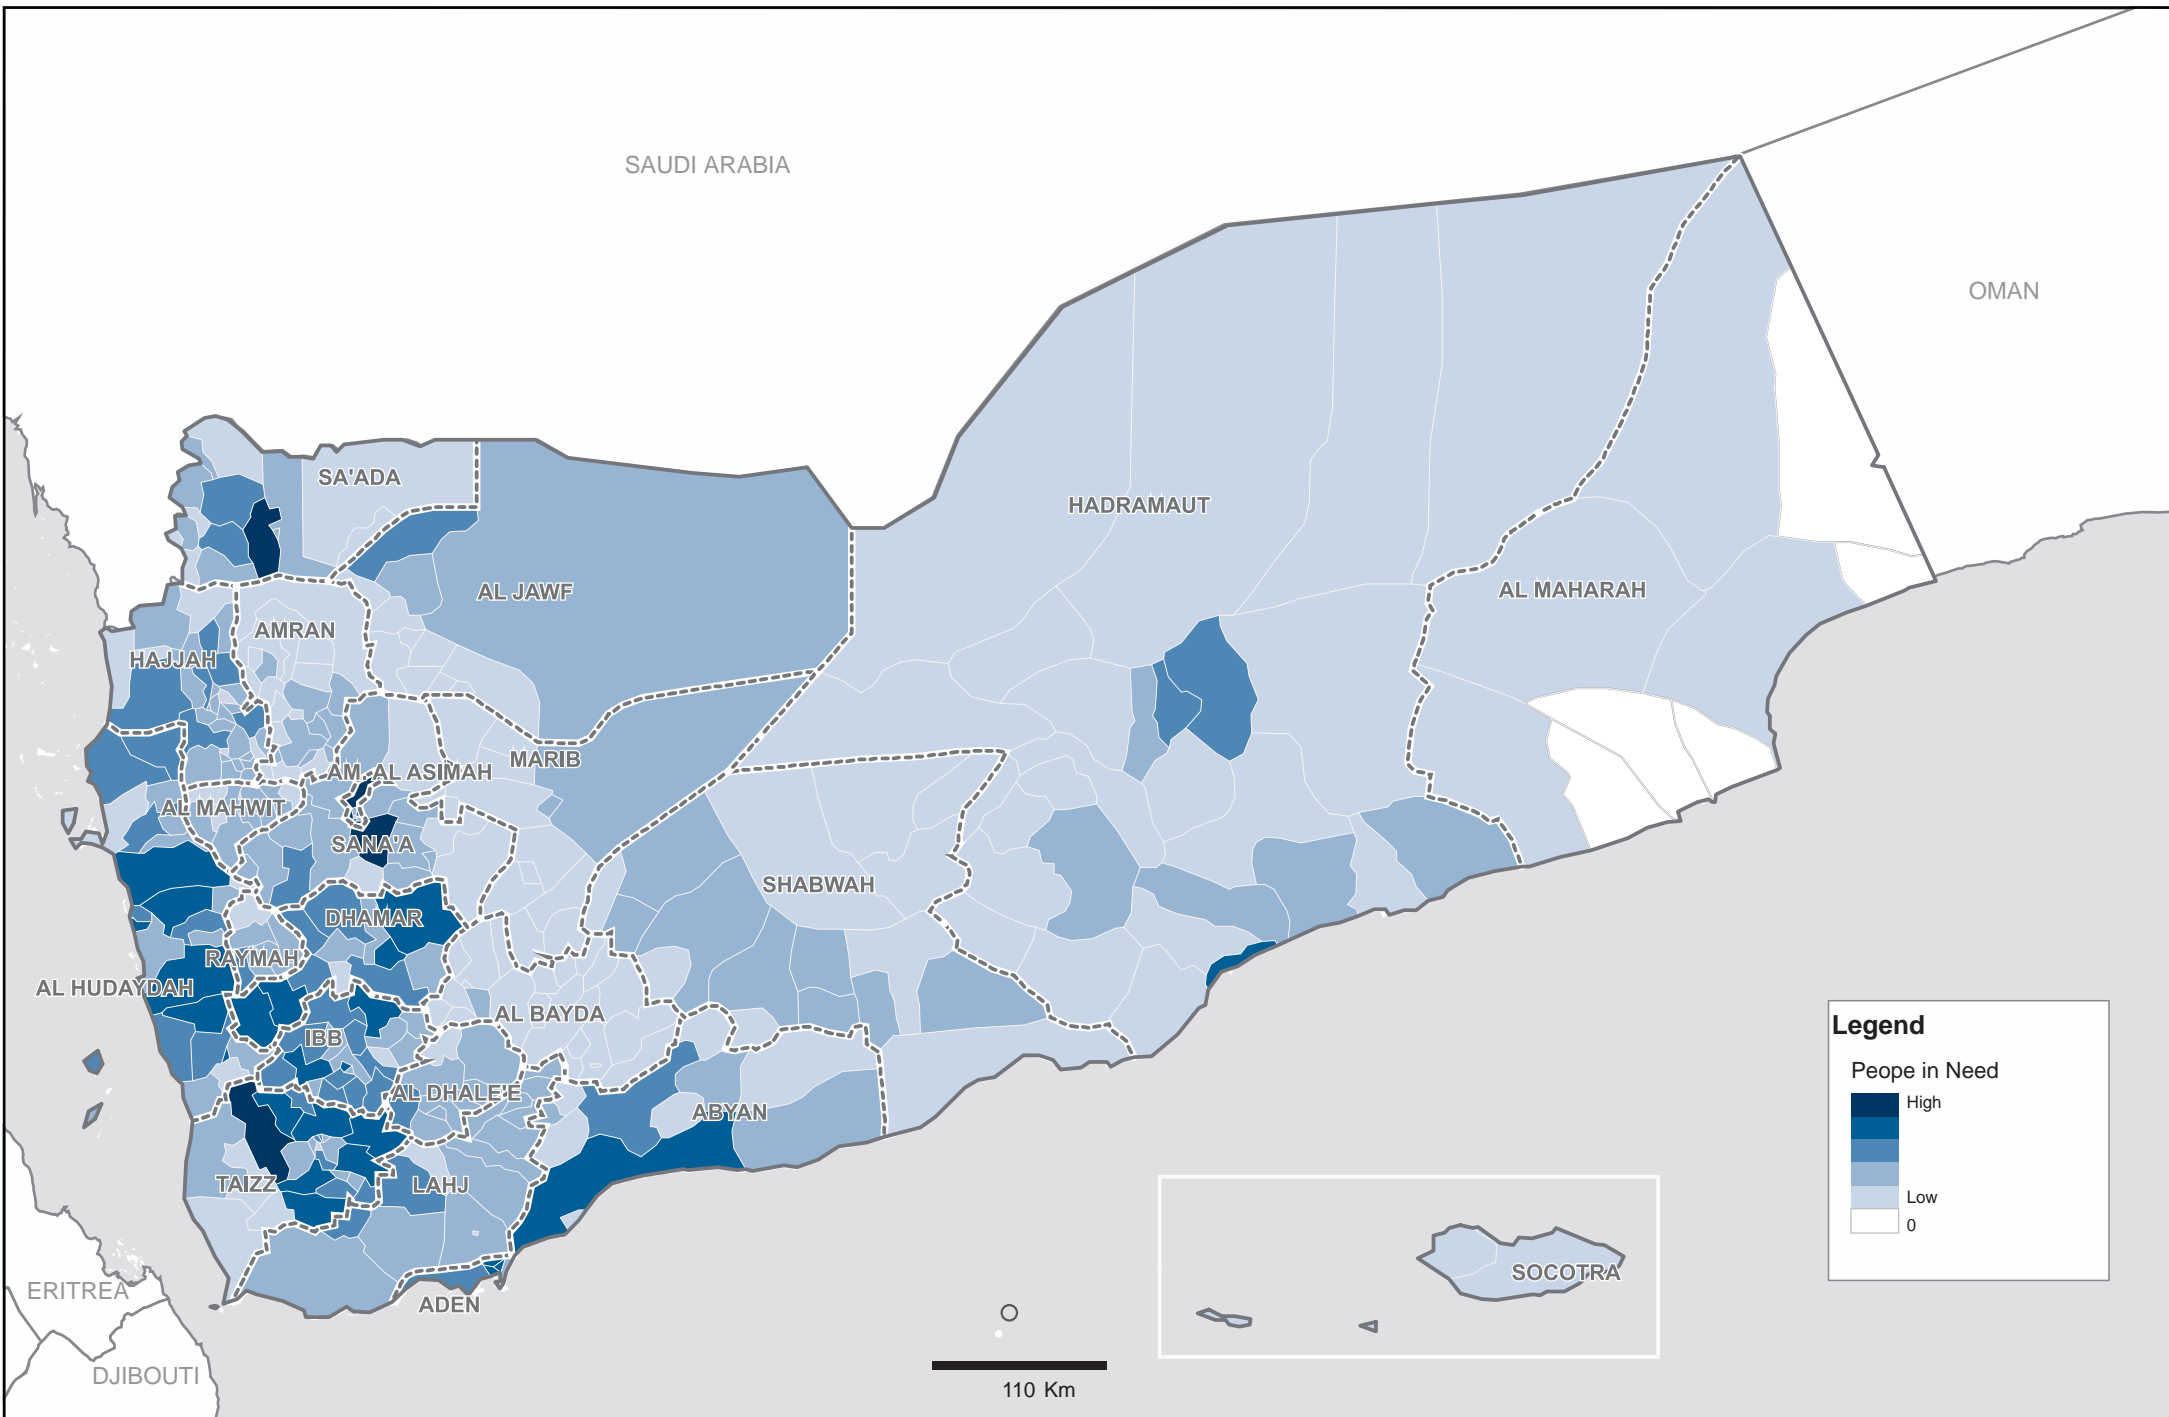 SAUDI ARABIA
OMAN
SA'ADA
HADRAMAUT
AL JAWF
AL MAHARAH
AMRAN
HAJJAH
MARIB
AM. AL ASIMAH
AL MAHWIT
SANA'A
SHABWAH
DHAMAR
RAYMAH
AL HUDAYDAH
AL BAYDA
IBB
AL DHALE'E
ABYAN
TAIZZ
LAHJ
ADEN
SOCOTRA
ERITREA
DJIBOUTI
110 Km
Legend
Peope in Need
High
Low
0